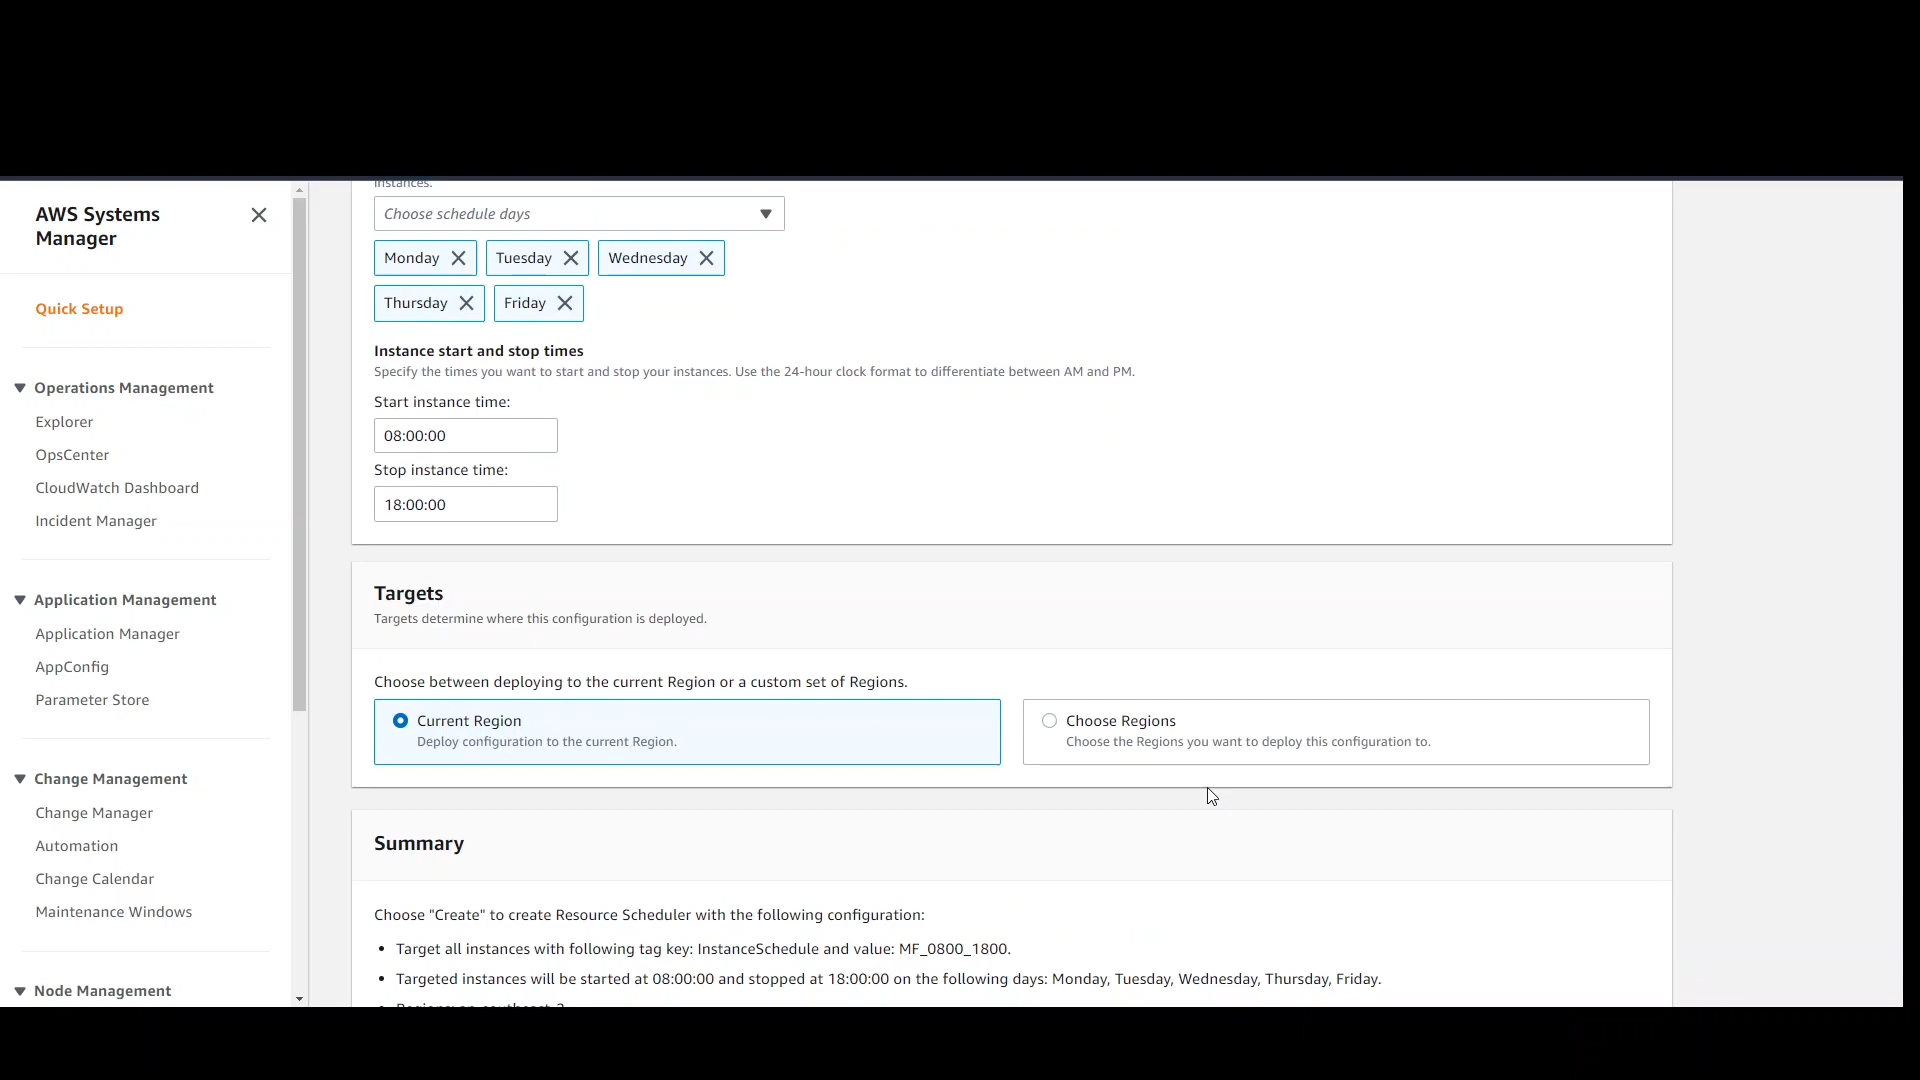 AWS Systems
Manager
Quick Setup
Operations Management
Explorer
OpsCenter
CloudWatch Dashboard
Incident Manager
Application Management
Application Manager
AppConfig
Parameter Store
Change Management
Change Manager
Automation
Change Calendar
Maintenance Windows
Node Management
instances.
Choose schedule days
Monday Tuesday Wednesday
Thursday Friday
Instance start and stop times
Specify the times you want to start and stop your instances. Use the 24-hour clock format to differentiate between AM and PM.
Start instance time:
08:00:00
Stop instance time:
18:00:00
Targets
Targets determine where this configuration is deployed.
Choose between deploying to the current Region or a custom set of Regions.
Current Region
Deploy configuration to the current Region.
Choose Regions
Choose the Regions you want to deploy this configuration to.
Summary
Choose "Create" to create Resource Scheduler with the following configuration:
• Target all instances with following tag key: InstanceSchedule and value: MF_0800_1800.
• Targeted instances will be started at 08:00:00 and stopped at 18:00:00 on the following days: Monday, Tuesday, Wednesday, Thursday, Friday.